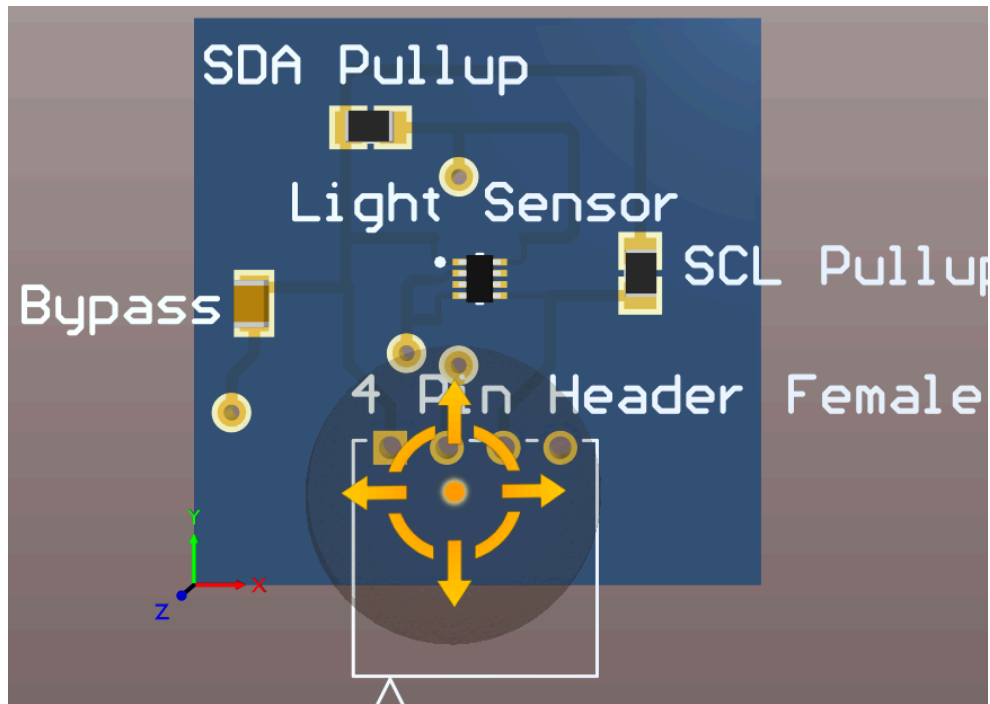 SDA Pullup
Light Sensor
SCL Pullup
Bypass
4 Pin Header Female
Y
X
Z